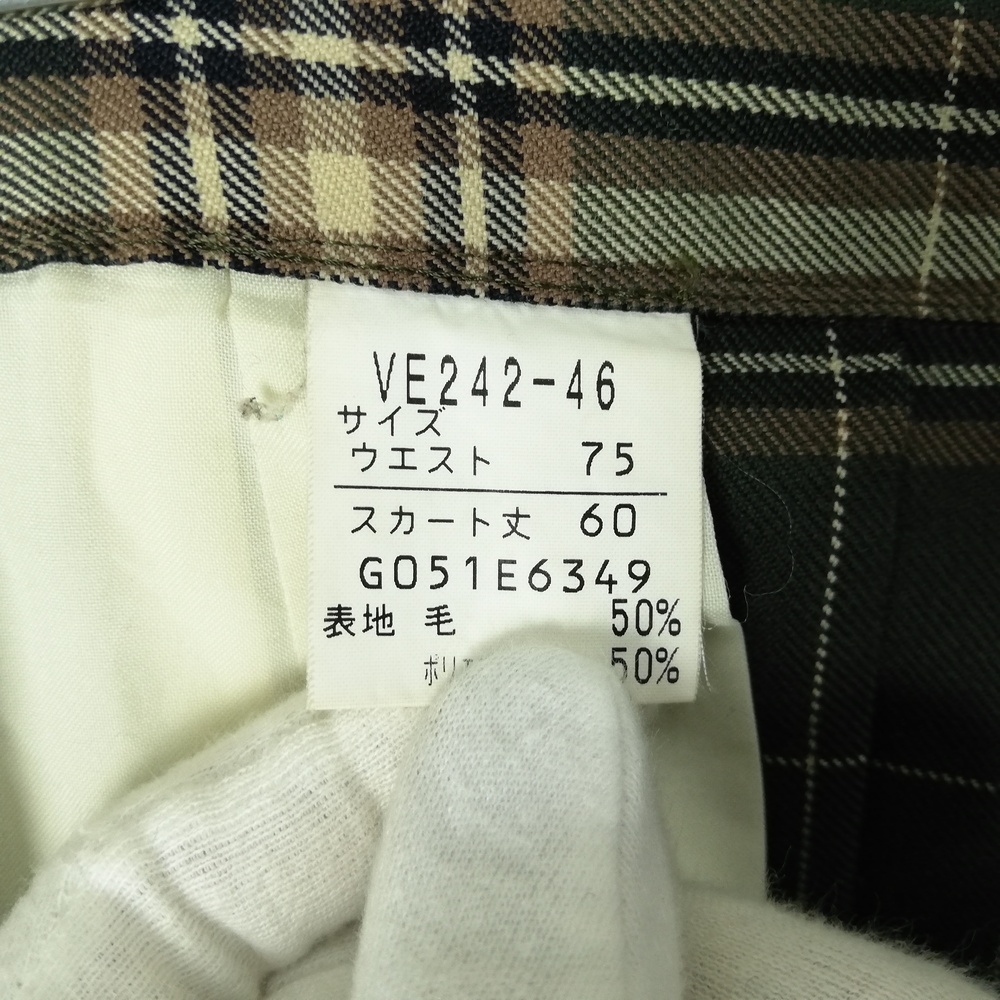 VE242-46
サイズ
ウエスト 75
スカート丈 60
G051E6349
表地 毛 50%
50%